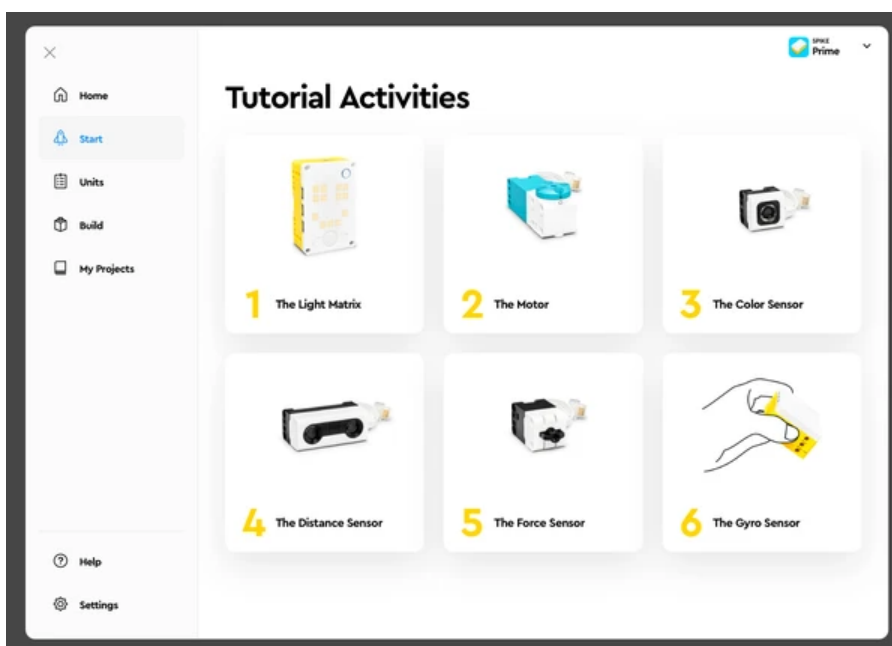 SPIKE
Prime
Home
Start
Units
Build
My Projects
Help
Settings
Tutorial Activities
1 The Light Matrix
2 The Motor
3 The Color Sensor
4 The Distance Sensor
5 The Force Sensor
6 The Gyro Sensor